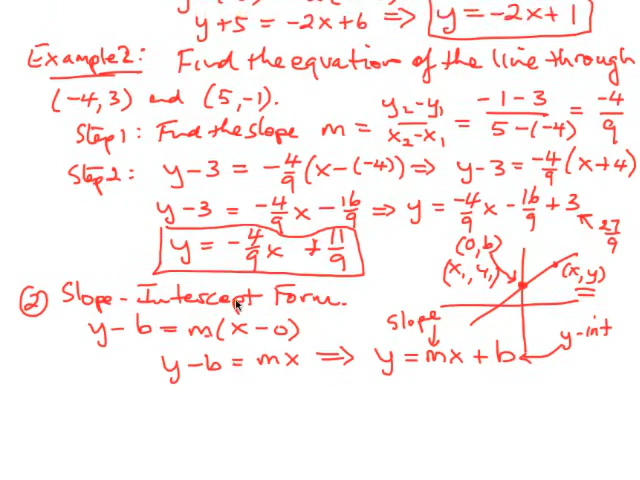 y+5 = -2x+6 ⇒ y = -2x+1
Example 2: Find the equation of the line through
(-4,3) and (5,-1).
Step 1: Find the slope m = (y₂-y₁)/(x₂-x₁) = (-1-3)/(5-(-4)) = -4/9
Step 2: y-3 = -4/9(x-(-4)) ⇒ y-3 = -4/9(x+4)
y-3 = -4/9x - 16/9 ⇒ y = -4/9x - 16/9 + 3
27/9
y = -4/9x + 11/9
(0,b)
(x₁,y₁)
(x,y)
② Slope-Intercept Form.
y-b = m(x-0)
slope
y-int
y-b = mx ⇒ y = mx+b